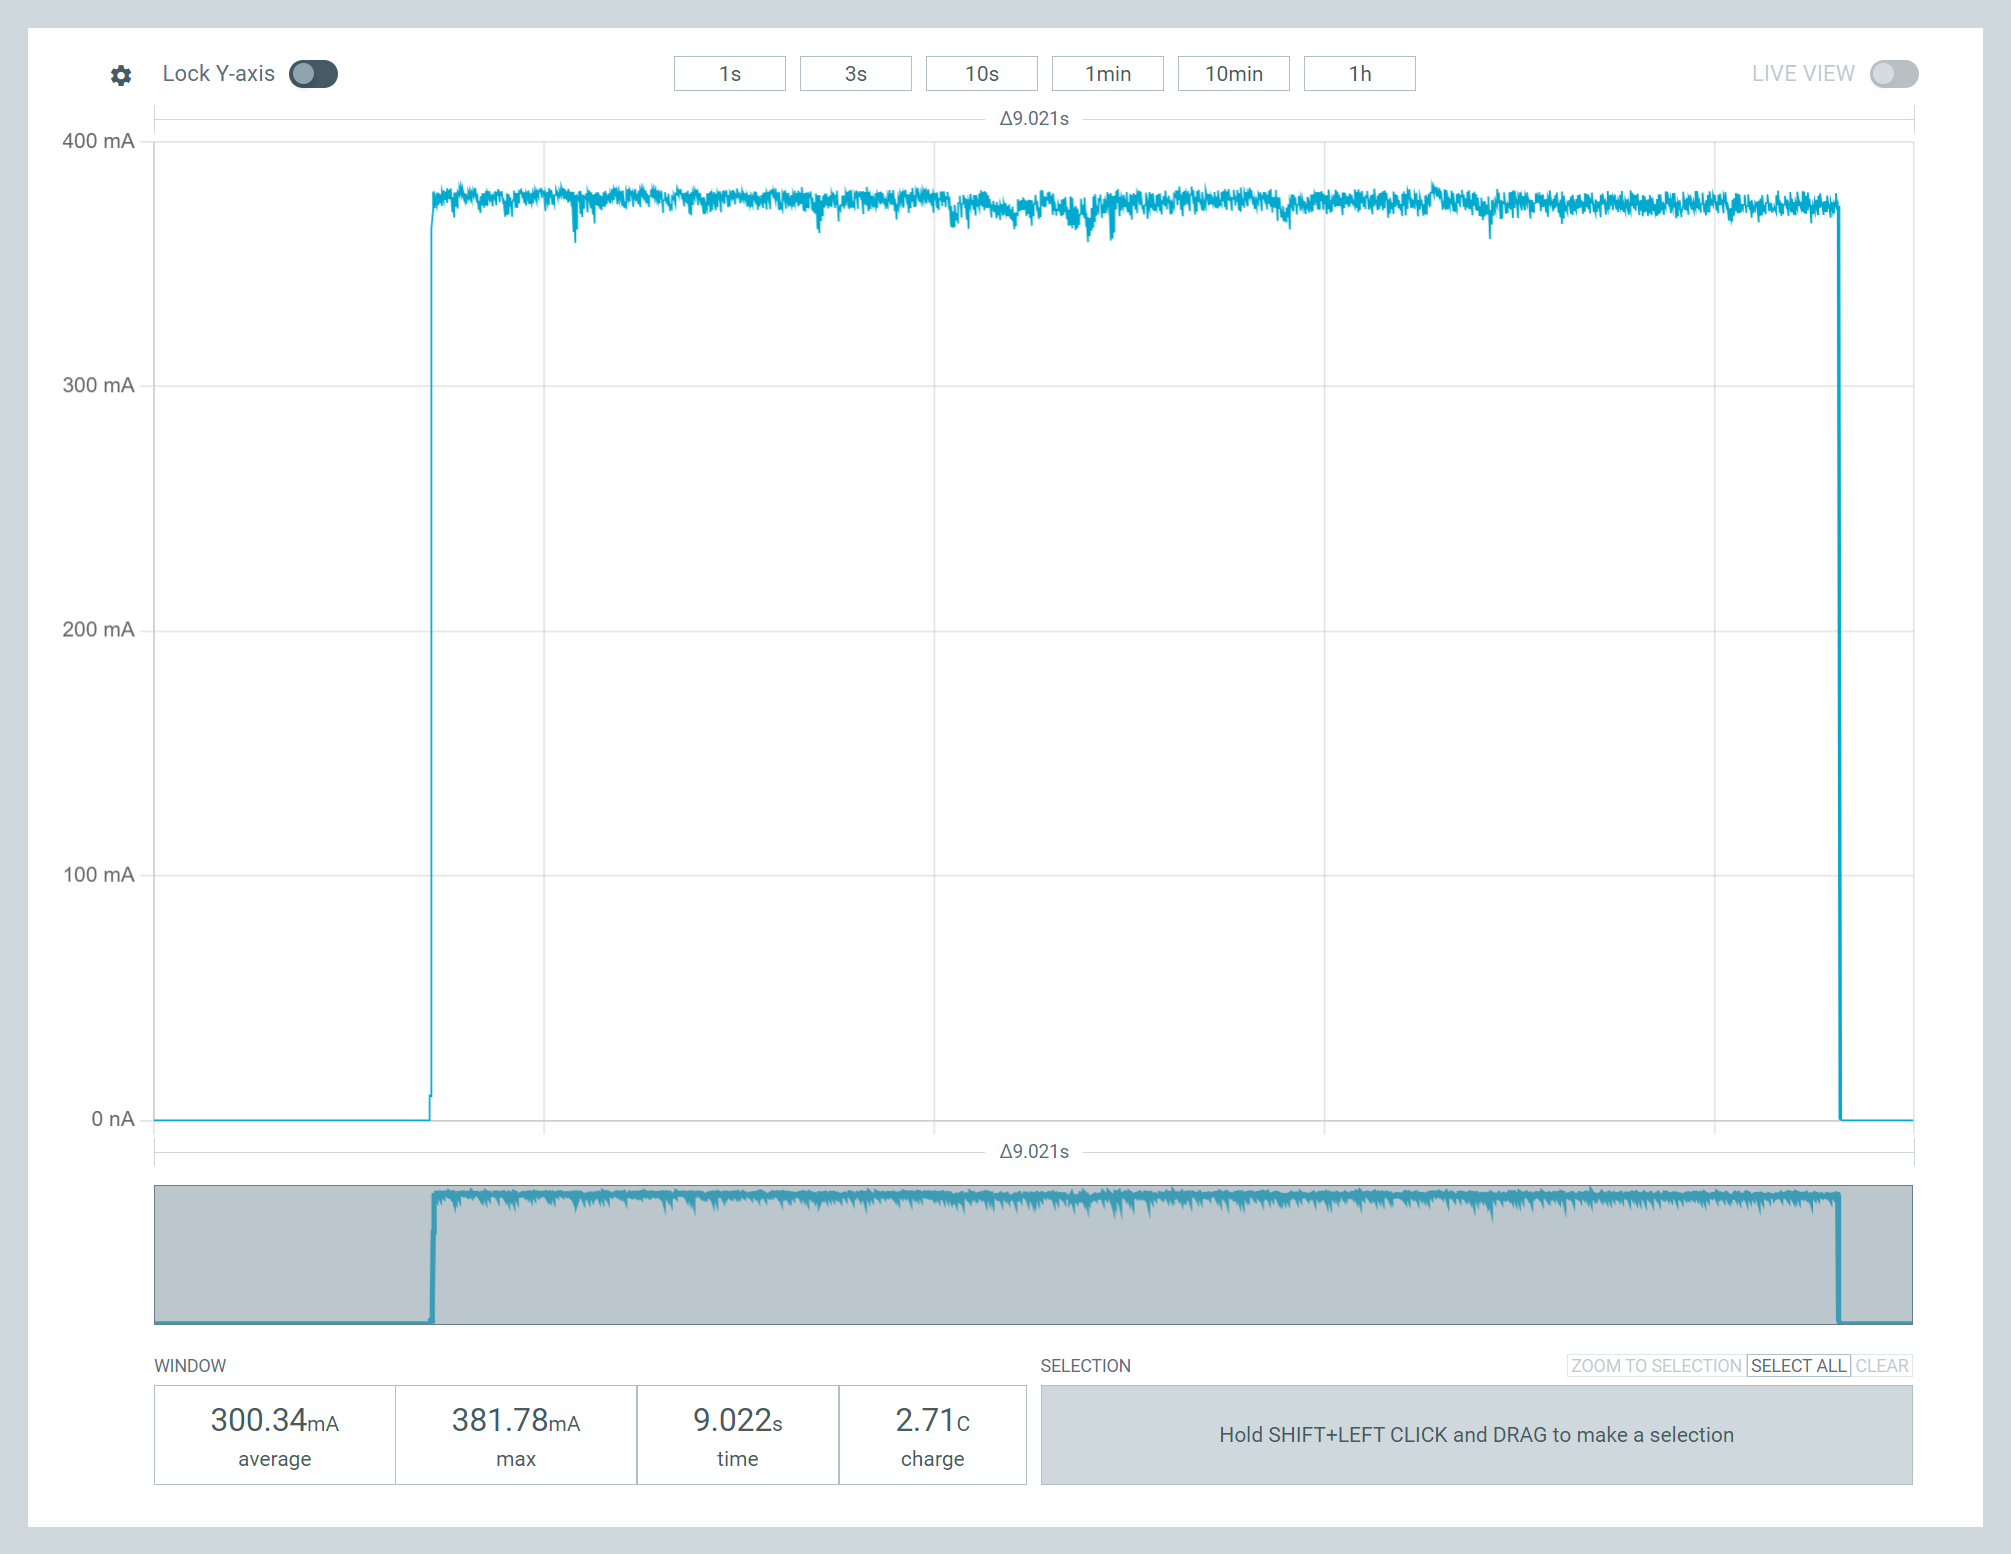 Lock Y-axis 1s 3s 10s 1min 10min 1h LIVE VIEW
Δ9.021s
400 mA
300 mA
200 mA
100 mA
0 nA
Δ9.021s
WINDOW SELECTION ZOOM TO SELECTION SELECT ALL CLEAR
300.34mA 381.78mA 9.022s 2.71C
average max time charge
Hold SHIFT+LEFT CLICK and DRAG to make a selection